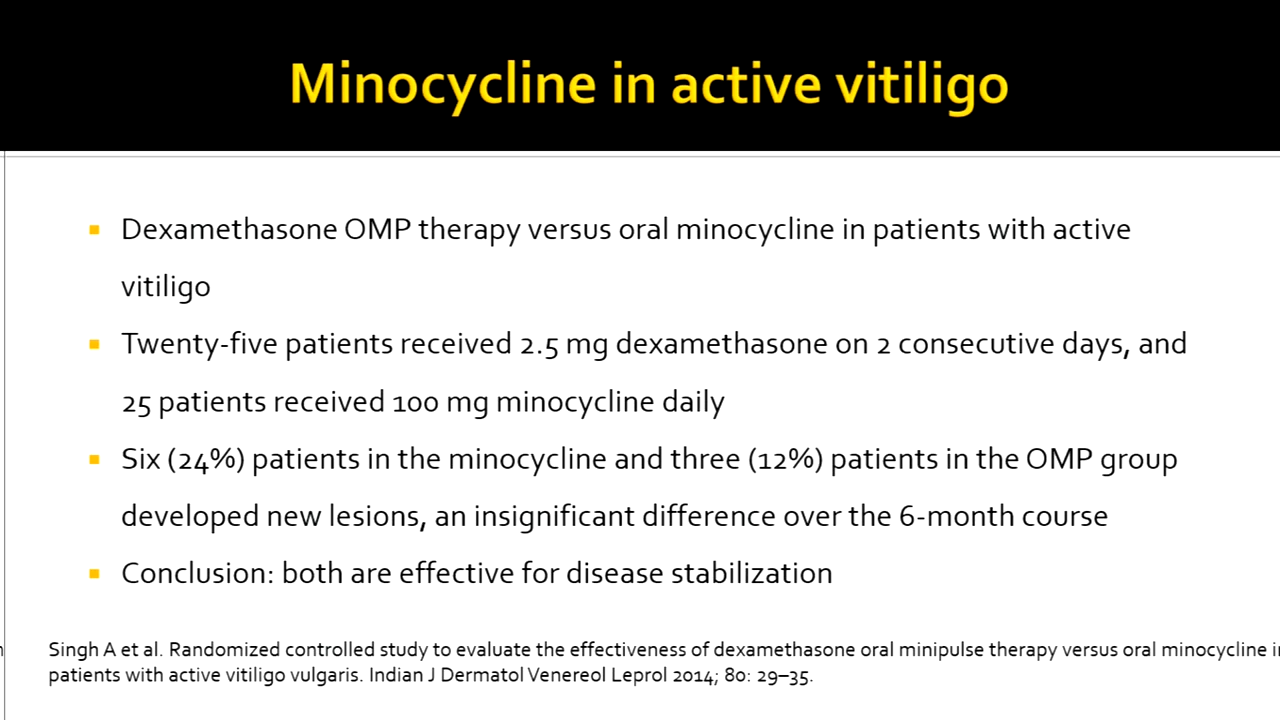 Minocycline in active vitiligo
▪ Dexamethasone OMP therapy versus oral minocycline in patients with active
vitiligo
▪ Twenty-five patients received 2.5 mg dexamethasone on 2 consecutive days, and
25 patients received 100 mg minocycline daily
▪ Six (24%) patients in the minocycline and three (12%) patients in the OMP group
developed new lesions, an insignificant difference over the 6-month course
▪ Conclusion: both are effective for disease stabilization
Singh A et al. Randomized controlled study to evaluate the effectiveness of dexamethasone oral minipulse therapy versus oral minocycline
patients with active vitiligo vulgaris. Indian J Dermatol Venereol Leprol 2014; 80: 29–35.